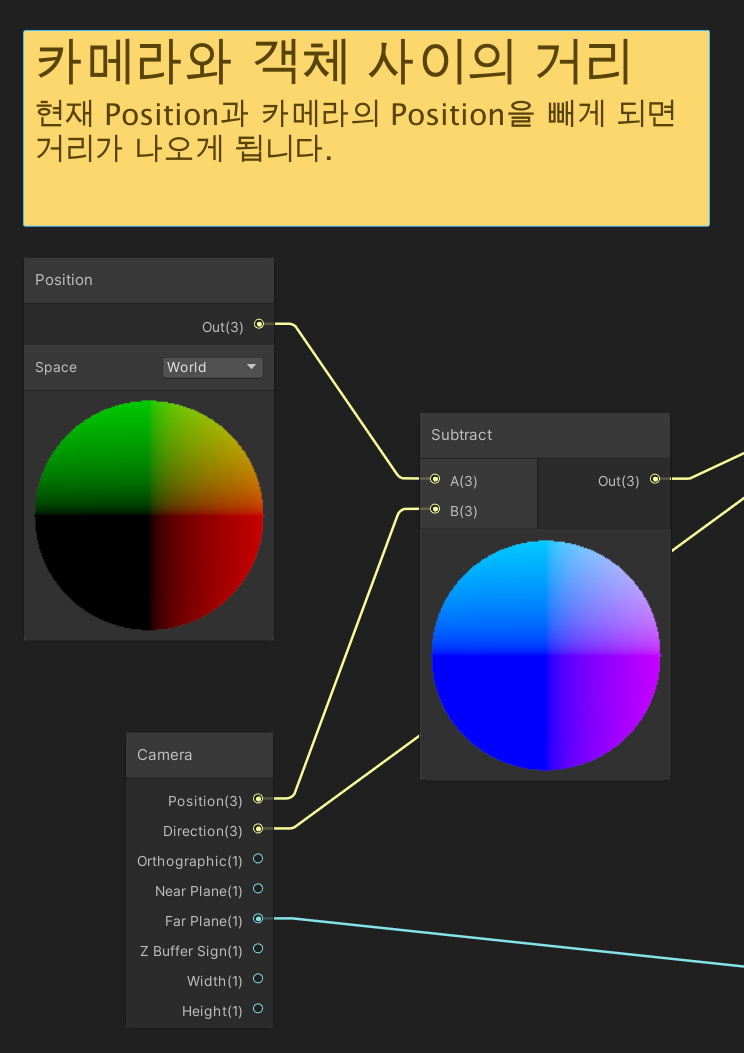 카메라와 객체 사이의 거리
현재 Position과 카메라의 Position을 빼게 되면
거리가 나오게 됩니다.
Position
Out(3)
Space
World
Subtract
A(3)
Out(3)
B(3)
Camera
Position(3)
Direction(3)
Orthographic(1)
Near Plane(1)
Far Plane(1)
Z Buffer Sign(1)
Width(1)
Height(1)